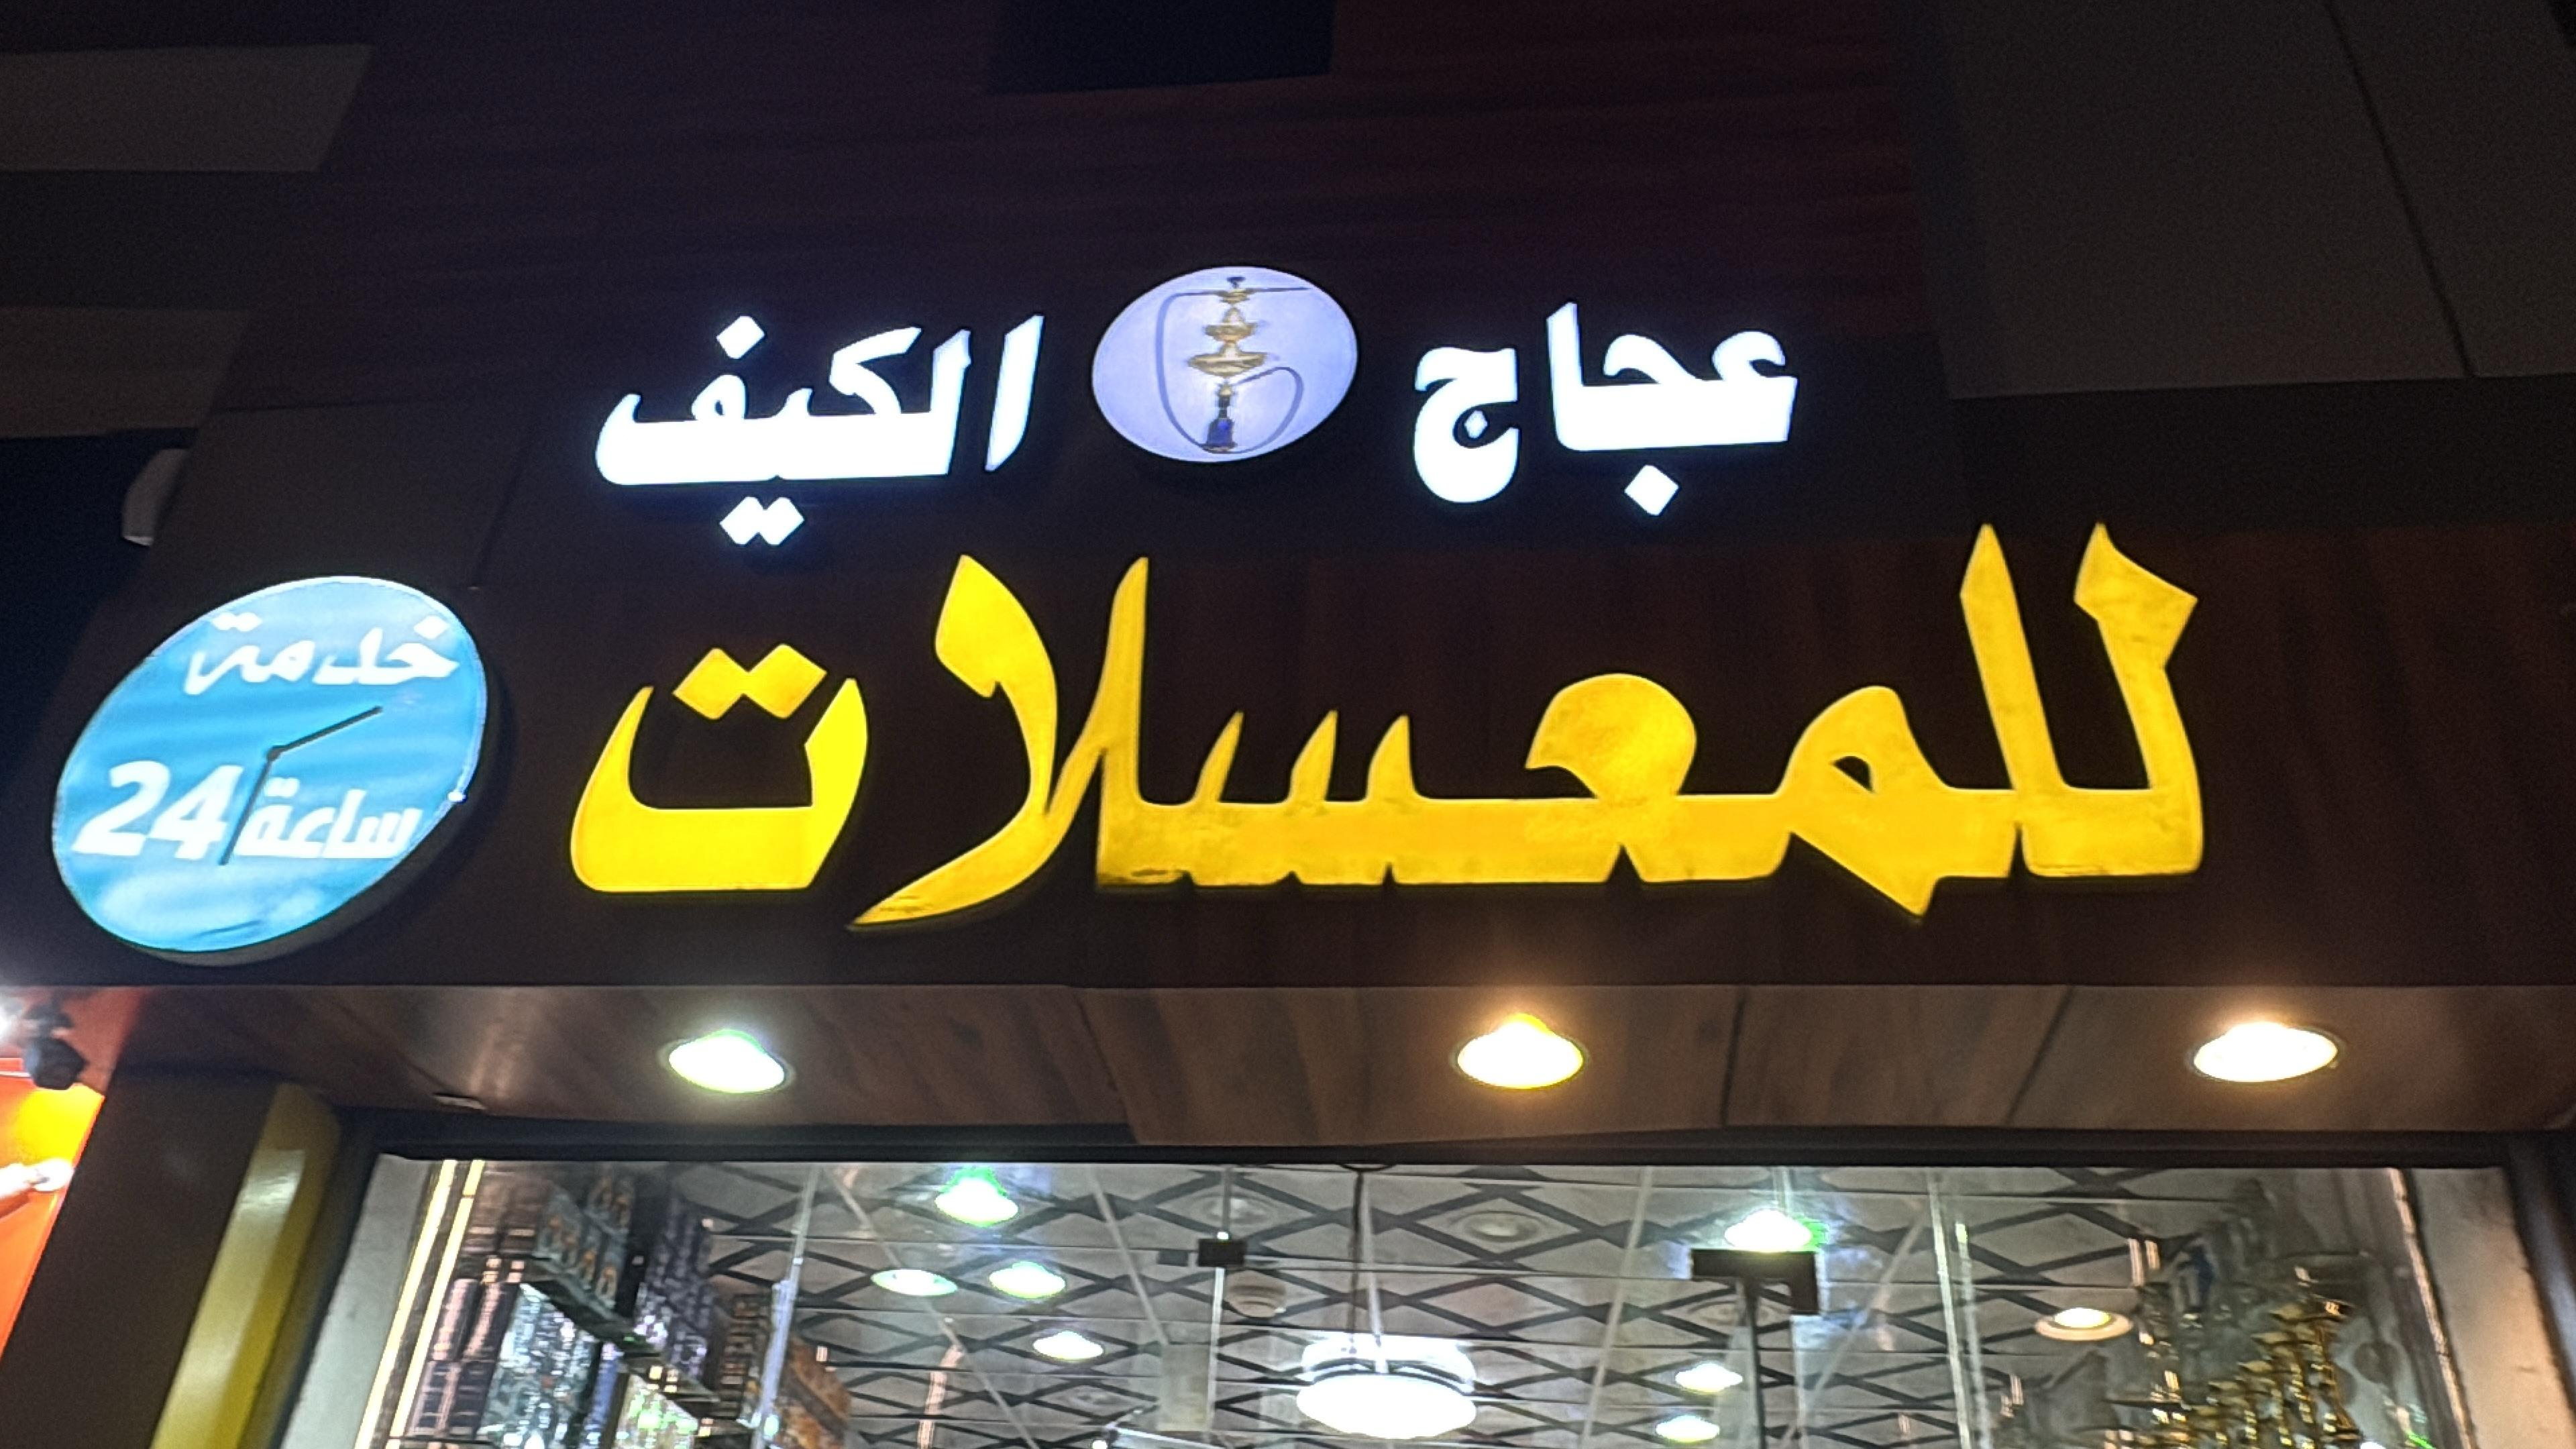 عجاج الكيف
للمعسلات
خدمة
24 ساعة